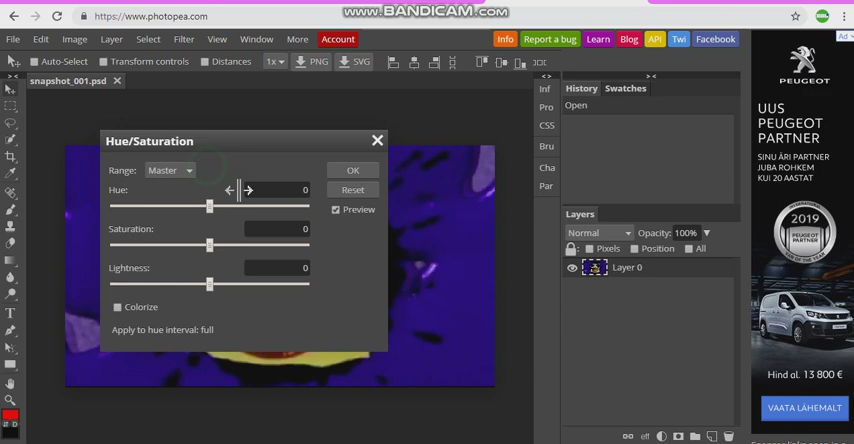 https://www.photopea.com
www.BANDICAM.com
Ad
File Edit Image Layer Select Filter View Window More Account
Info Report a bug Learn Blog API Twi Facebook
Auto-Select Transform controls Distances 1x PNG SVG
snapshot_001.psd
Hue/Saturation
Range: Master OK
Hue: 0 Reset
Preview
Saturation: 0
Lightness: 0
Colorize
Apply to hue interval: full
Inf
Pro
CSS
Bru
Cha
Par
History Swatches
Open
Layers
Normal Opacity: 100%
Pixels Position All
Layer 0
eff
D
PEUGEOT
UUS
PEUGEOT
PARTNER
SINU ÄRI PARTNER
JUBA ROHKEM
KUI 20 AASTAT
2019
PEUGEOT PARTNER
Hind al. 13 800 €
VAATA LÄHEMALT